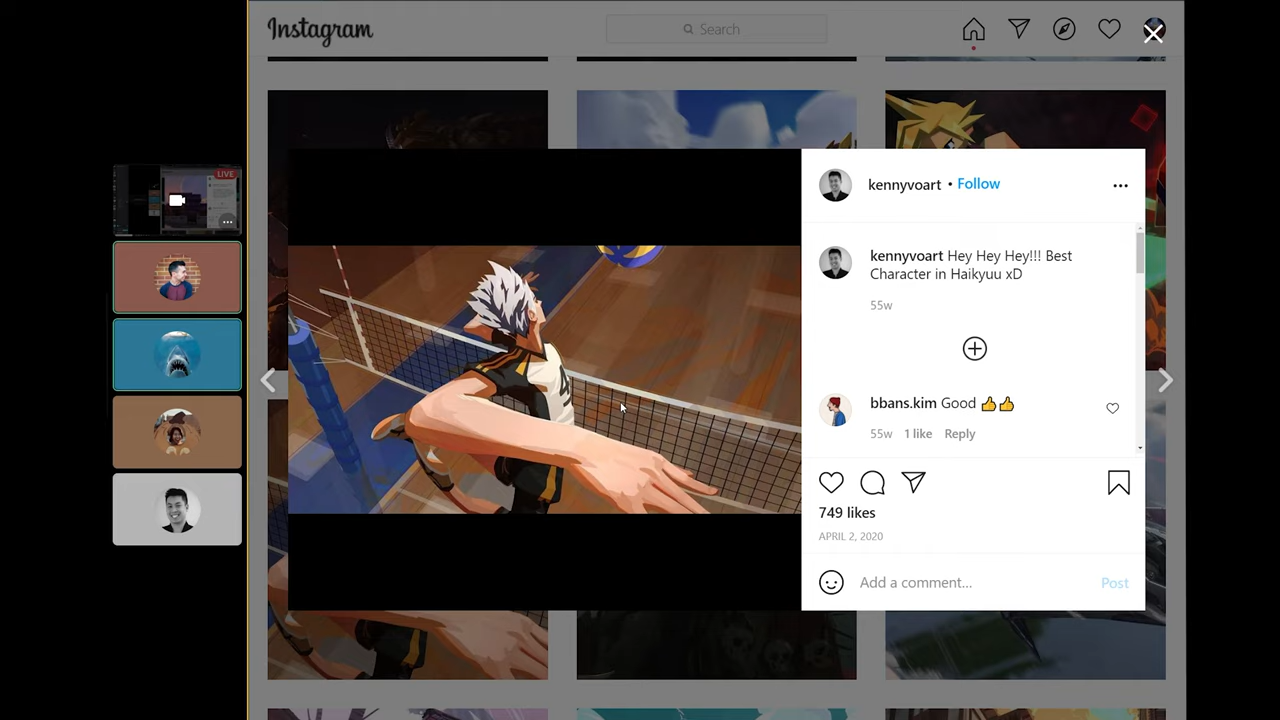 Instagram
Search
LIVE
kennyvoart • Follow
kennyvoart Hey Hey Hey!!! Best
Character in Haikyuu xD
55w
bbans.kim Good 👍👍
55w 1 like Reply
749 likes
APRIL 2, 2020
Add a comment... Post
4